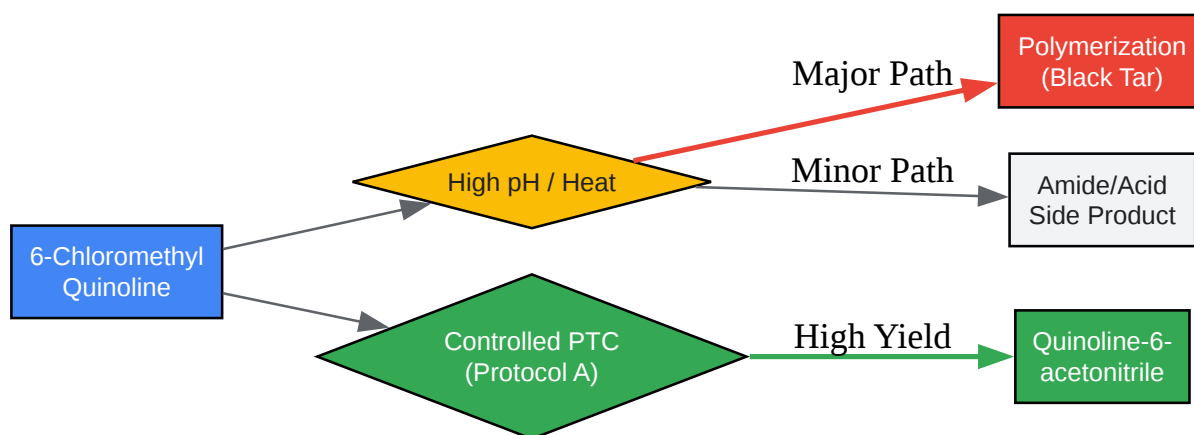 Polymerization
(Black Tar)
Major Path
High pH / Heat
Minor Path
Amide/Acid
Side Product
6-Chloromethyl
Quinoline
Controlled PTC
(Protocol A)
High Yield
Quinoline-6-
acetonitrile